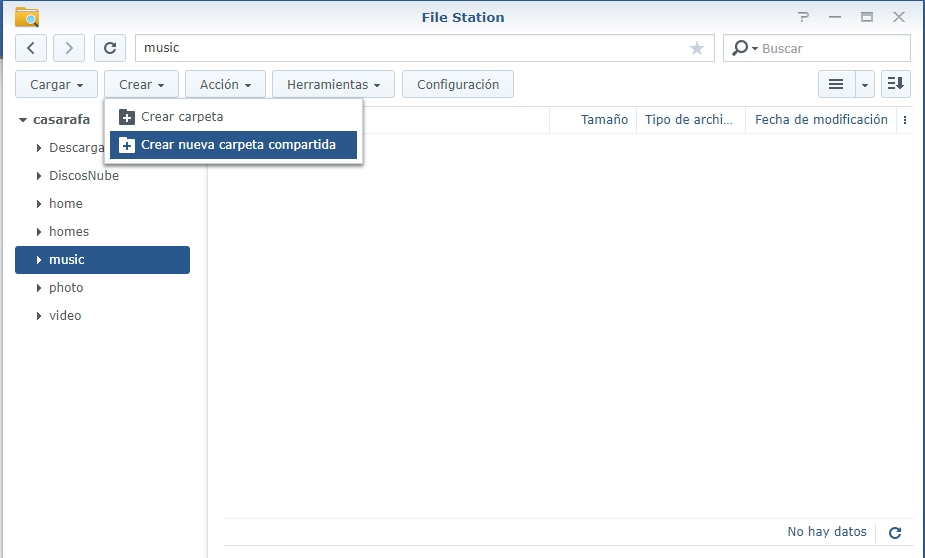 File Station
music
Buscar
Cargar Crear Acción Herramientas Configuración
Crear carpeta
Crear nueva carpeta compartida
Tamaño Tipo de archi... Fecha de modificación
casarafa
Descarga
DiscosNube
home
homes
music
photo
video
No hay datos